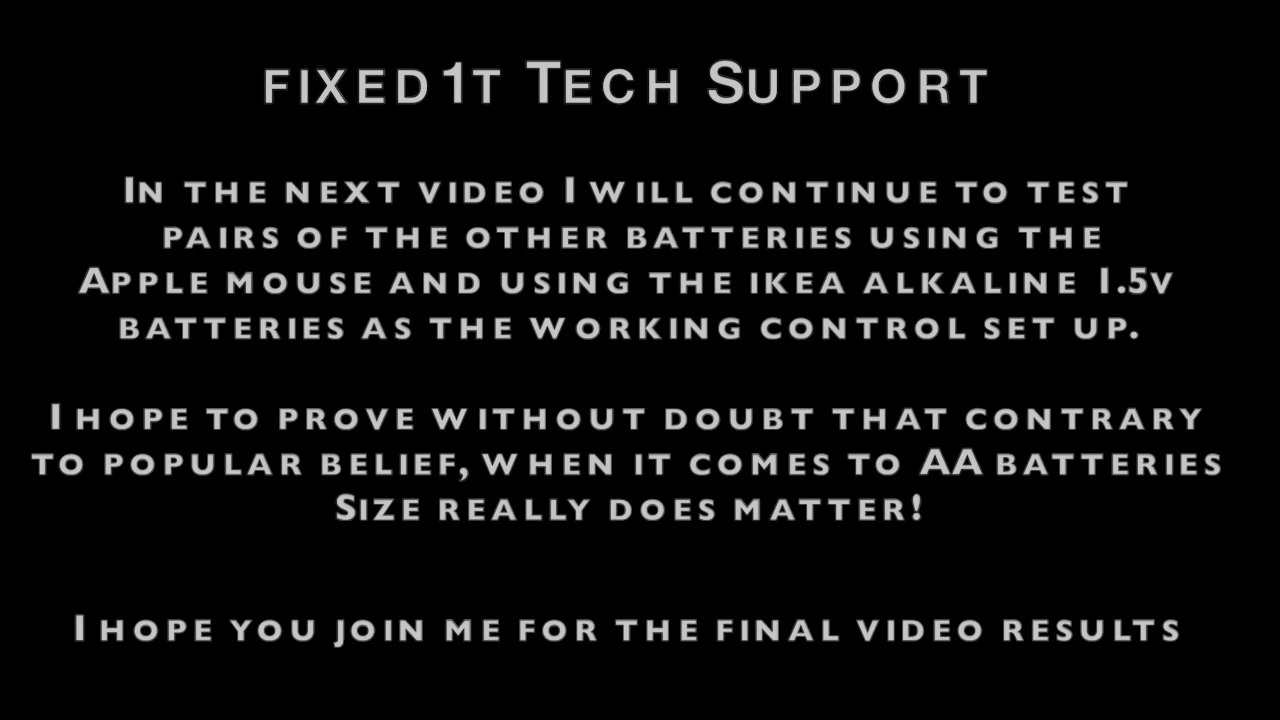 fixed1t Tech Support
In the next video I will continue to test
pairs of the other batteries using the
Apple mouse and using the ikea alkaline 1.5v
batteries as the working control set up.
I hope to prove without doubt that contrary
to popular belief, when it comes to AA batteries
Size really does matter!
I hope you join me for the final video results